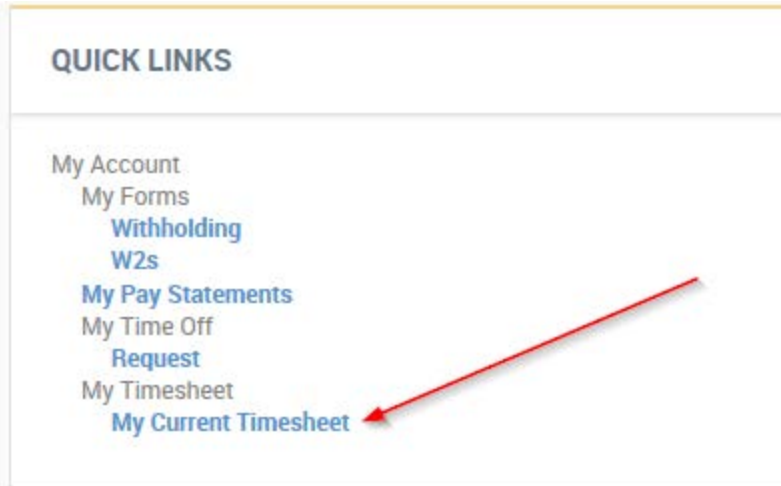 QUICK LINKS
My Account
My Forms
Withholding
W2s
My Pay Statements
My Time Off
Request
My Timesheet
My Current Timesheet